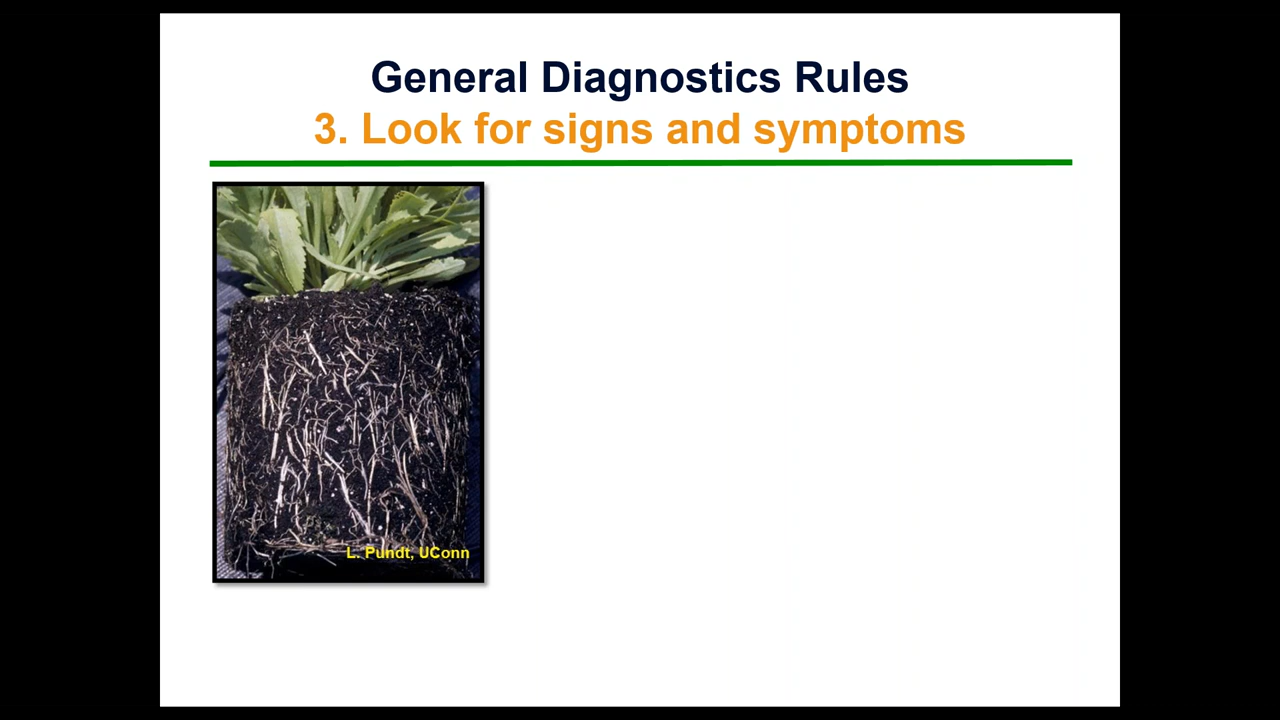 General Diagnostics Rules
3. Look for signs and symptoms
L. Pundt, UConn